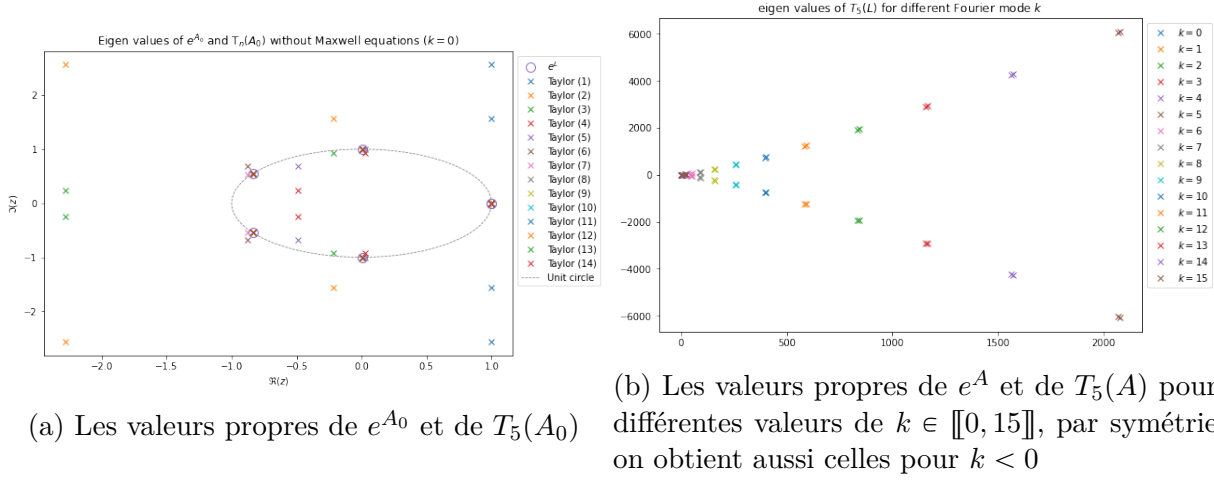 Eigen values of e^{A_0} and T_n(A_0) without Maxwell equations (k = 0)
ℑ(z)
2
1
0
−1
−2
−2.0 −1.5 −1.0 −0.5 0.0 0.5 1.0
ℜ(z)
e^L
Taylor (1)
Taylor (2)
Taylor (3)
Taylor (4)
Taylor (5)
Taylor (6)
Taylor (7)
Taylor (8)
Taylor (9)
Taylor (10)
Taylor (11)
Taylor (12)
Taylor (13)
Taylor (14)
Unit circle
(a) Les valeurs propres de e^{A_0} et de T_5(A_0)
eigen values of T_5(L) for different Fourier mode k
6000
4000
2000
0
−2000
−4000
−6000
0 500 1000 1500 2000
k = 0
k = 1
k = 2
k = 3
k = 4
k = 5
k = 6
k = 7
k = 8
k = 9
k = 10
k = 11
k = 12
k = 13
k = 14
k = 15
(b) Les valeurs propres de e^A et de T_5(A) pour
différentes valeurs de k ∈ ⟦0, 15⟧, par symétrie
on obtient aussi celles pour k < 0